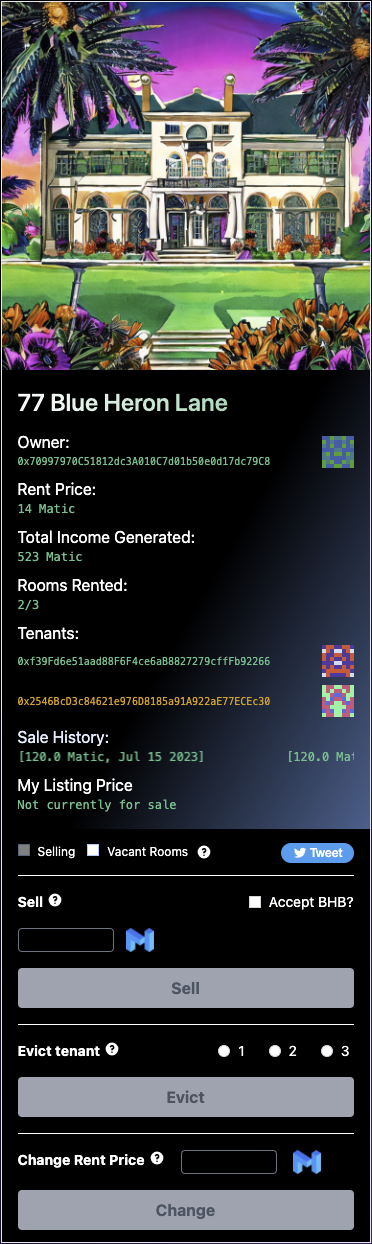 77 Blue Heron Lane
Owner:
0x70997970C51812dc3A010C7d01b50e0d17dc79C8
Rent Price:
14 Matic
Total Income Generated:
523 Matic
Rooms Rented:
2/3
Tenants:
0xf39Fd6e51aad88F6F4ce6aB8827279cffFb92266
0x2546BcD3c84621e976D8185a91A922aE77ECEc30
Sale History:
[120.0 Matic, Jul 15 2023] [120.0 Mat
My Listing Price
Not currently for sale
Selling Vacant Rooms ? Tweet
Sell ? Accept BHB?
Sell
Evict tenant ? 1 2 3
Evict
Change Rent Price ?
Change